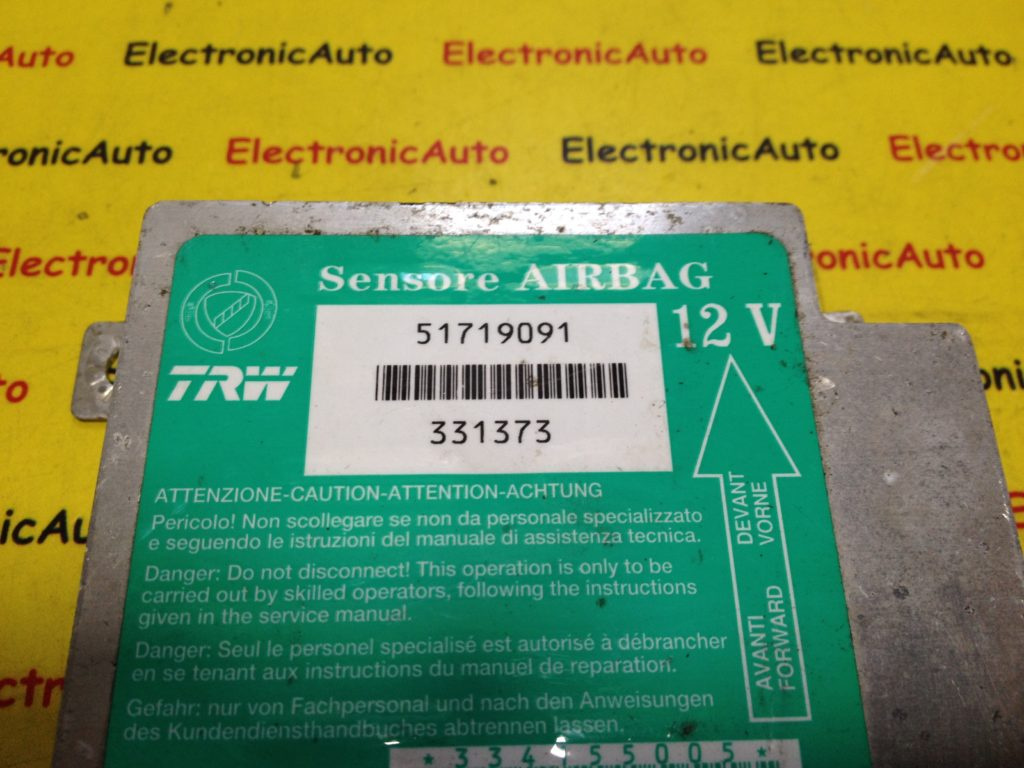 Auto ElectronicAuto ElectronicAuto ElectronicAuto
ronicAuto ElectronicAuto ElectronicAuto Electronic
Electron
onicAuto
Sensore AIRBAG
12 V
51719091
TRW
331373
ATTENZIONE-CAUTION-ATTENTION-ACHTUNG
Pericolo! Non scollegare se non da personale specializzato
e seguendo le istruzioni del manuale di assistenza tecnica.
Danger: Do not disconnect! This operation is only to be
carried out by skilled operators, following the instructions
given in the service manual.
Danger: Seul le personel specialisé est autorisé à débrancher
en se tenant aux instructions du manuel de reparation.
Gefahr: nur von Fachpersonal und nach den Anweisungen
des Kundendiensthandbuches abtrennen lassen.
AVANTI DEVANT
FORWARD VORNE